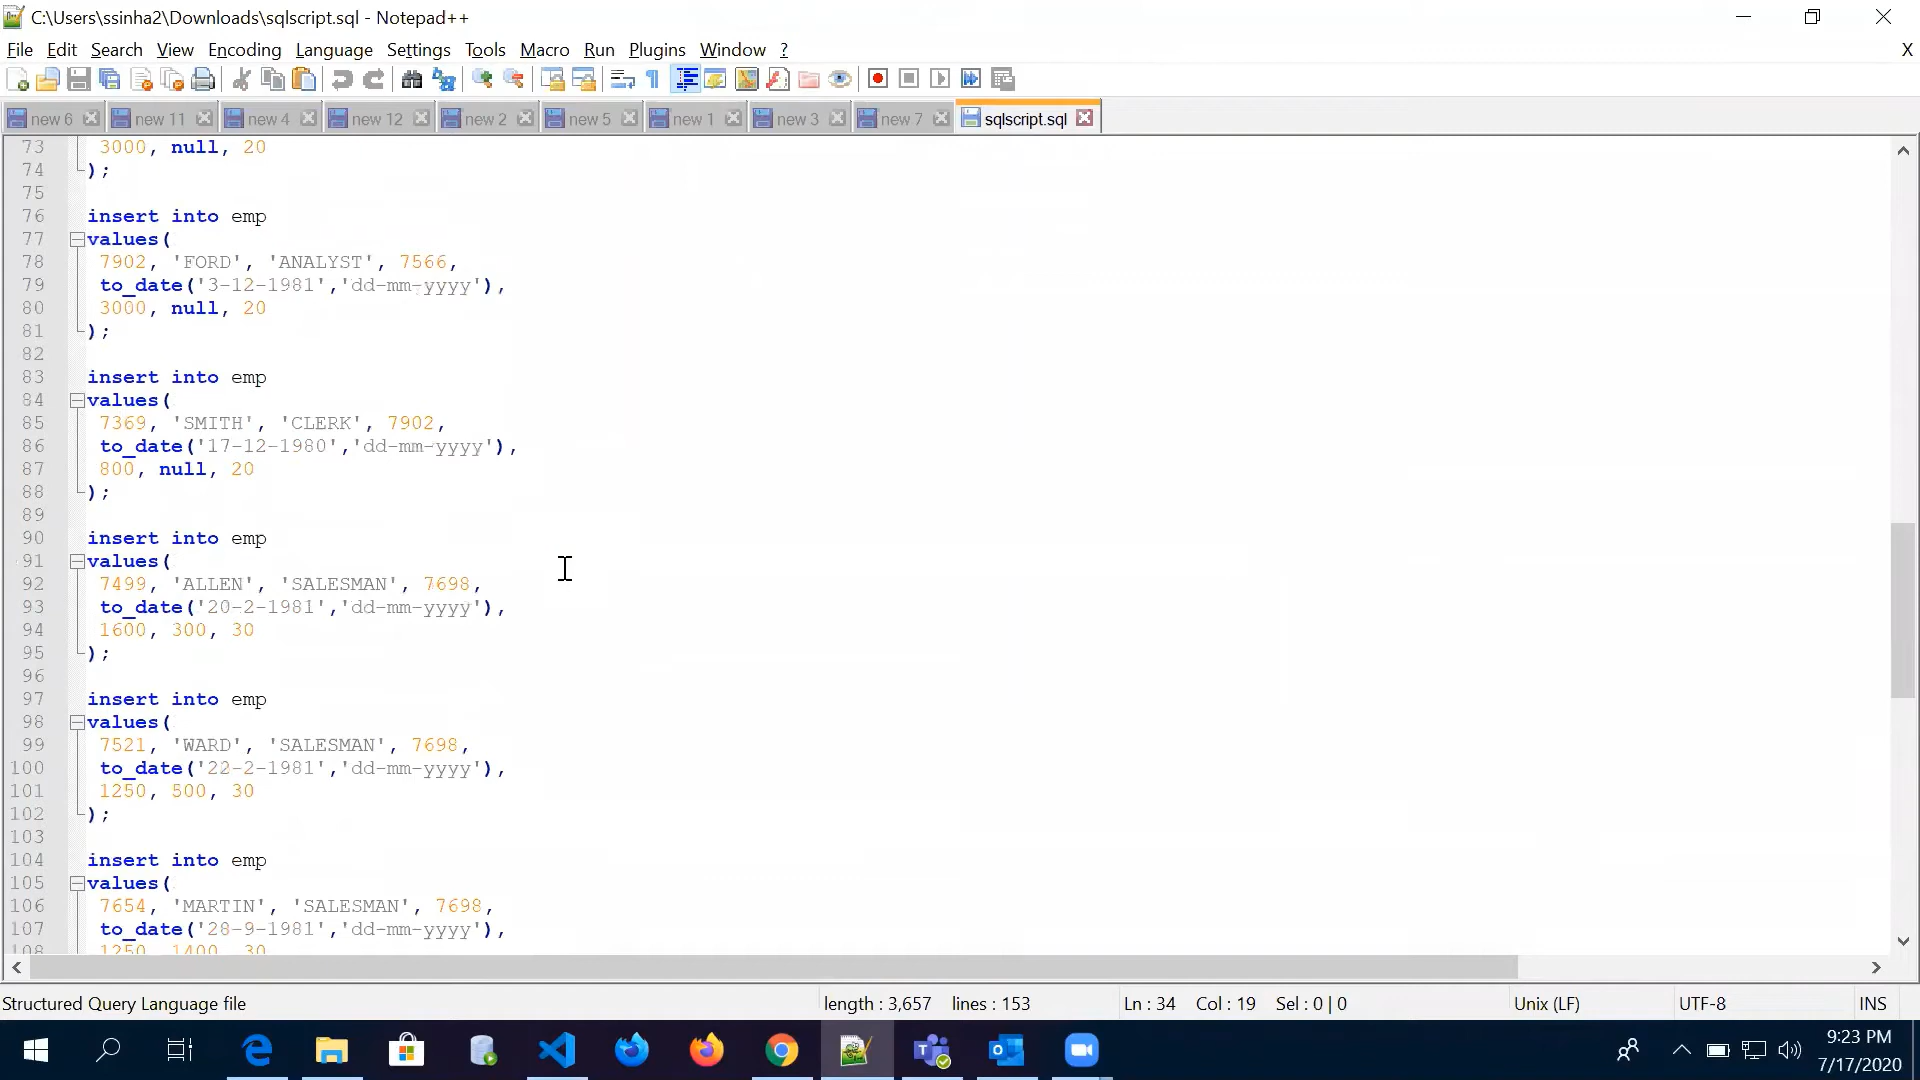 C:\Users\ssinha2\Downloads\sqlscript.sql - Notepad++
File Edit Search View Encoding Language Settings Tools Macro Run Plugins Window ? X
new 6 new 11 new 4 new 12 new 2 new 5 new 1 new 3 new 7 sqlscript.sql
73 3000, null, 20
74 );
75
76 insert into emp
77 values(
78 7902, 'FORD', 'ANALYST', 7566,
79 to_date('3-12-1981','dd-mm-yyyy'),
80 3000, null, 20
81 );
82
83 insert into emp
84 values(
85 7369, 'SMITH', 'CLERK', 7902,
86 to_date('17-12-1980','dd-mm-yyyy'),
87 800, null, 20
88 );
89
90 insert into emp
91 values(
92 7499, 'ALLEN', 'SALESMAN', 7698,
93 to_date('20-2-1981','dd-mm-yyyy'),
94 1600, 300, 30
95 );
96
97 insert into emp
98 values(
99 7521, 'WARD', 'SALESMAN', 7698,
100 to_date('22-2-1981','dd-mm-yyyy'),
101 1250, 500, 30
102 );
103
104 insert into emp
105 values(
106 7654, 'MARTIN', 'SALESMAN', 7698,
107 to_date('28-9-1981','dd-mm-yyyy'),
108 1250, 1400, 30
Structured Query Language file length : 3,657 lines : 153 Ln : 34 Col : 19 Sel : 0 | 0 Unix (LF) UTF-8 INS
9:23 PM
7/17/2020